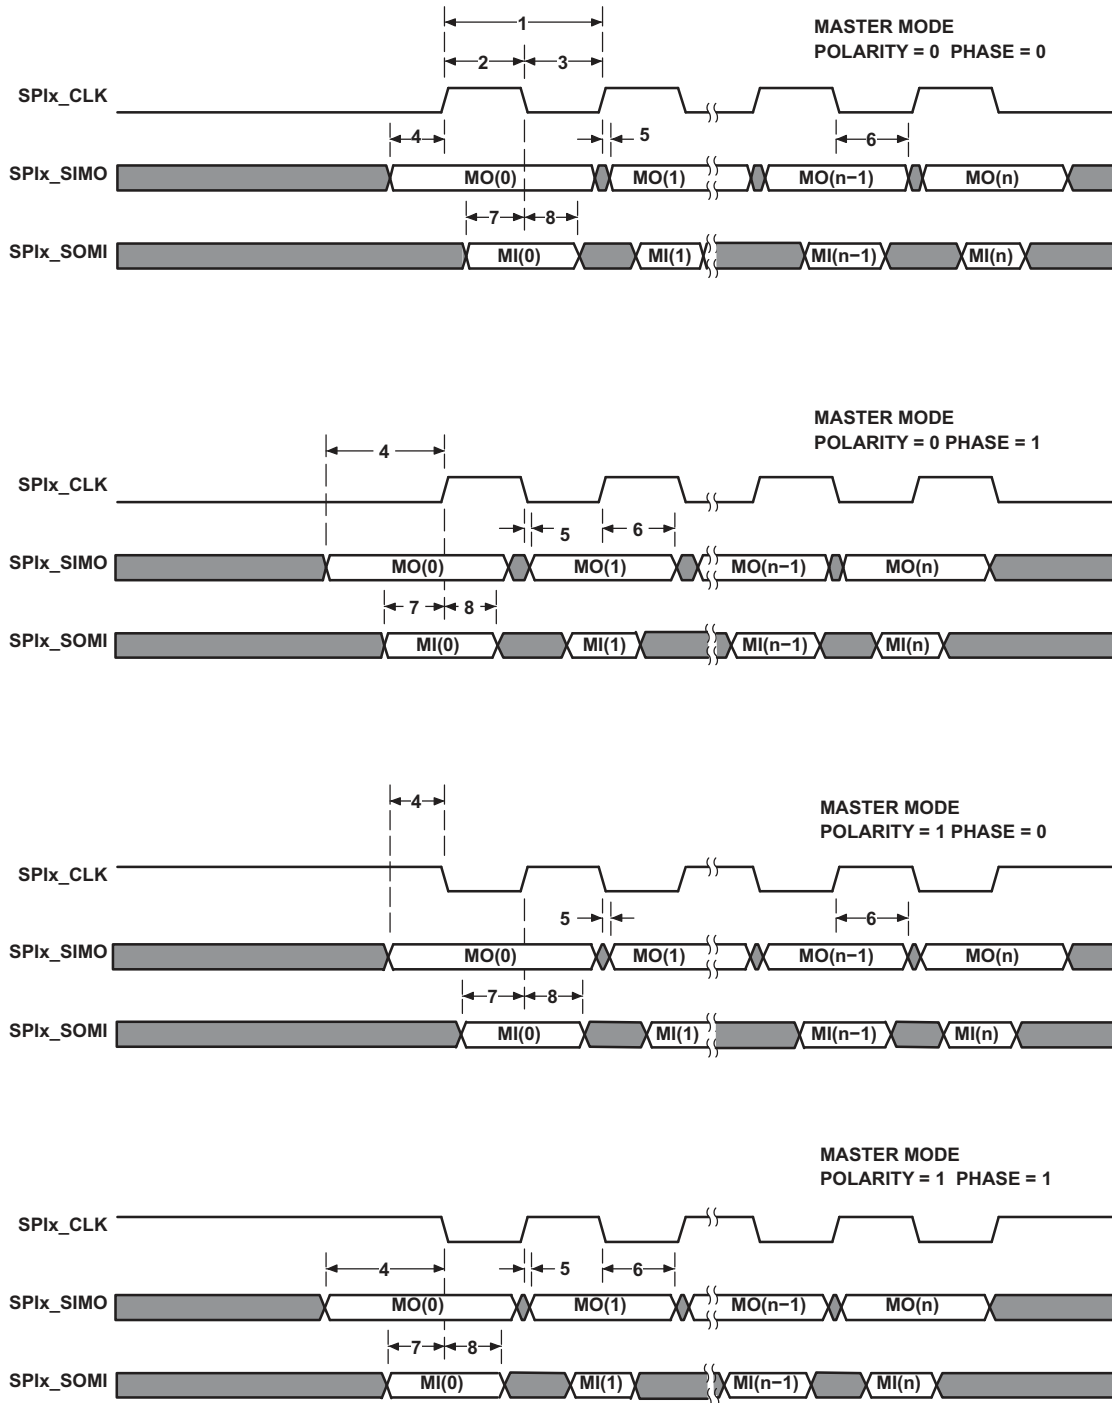 MASTER MODE
POLARITY = 0 PHASE = 0
1
2 3
SPIx_CLK
4 5 6
SPIx_SIMO MO(0) MO(1) MO(n−1) MO(n)
7 8
SPIx_SOMI MI(0) MI(1) MI(n−1) MI(n)
MASTER MODE
POLARITY = 0 PHASE = 1
4
SPIx_CLK
5 6
SPIx_SIMO MO(0) MO(1) MO(n−1) MO(n)
7 8
SPIx_SOMI MI(0) MI(1) MI(n−1) MI(n)
MASTER MODE
POLARITY = 1 PHASE = 0
4
SPIx_CLK
5 6
SPIx_SIMO MO(0) MO(1) MO(n−1) MO(n)
7 8
SPIx_SOMI MI(0) MI(1) MI(n−1) MI(n)
MASTER MODE
POLARITY = 1 PHASE = 1
SPIx_CLK
4 5 6
SPIx_SIMO MO(0) MO(1) MO(n−1) MO(n)
7 8
SPIx_SOMI MI(0) MI(1) MI(n−1) MI(n)